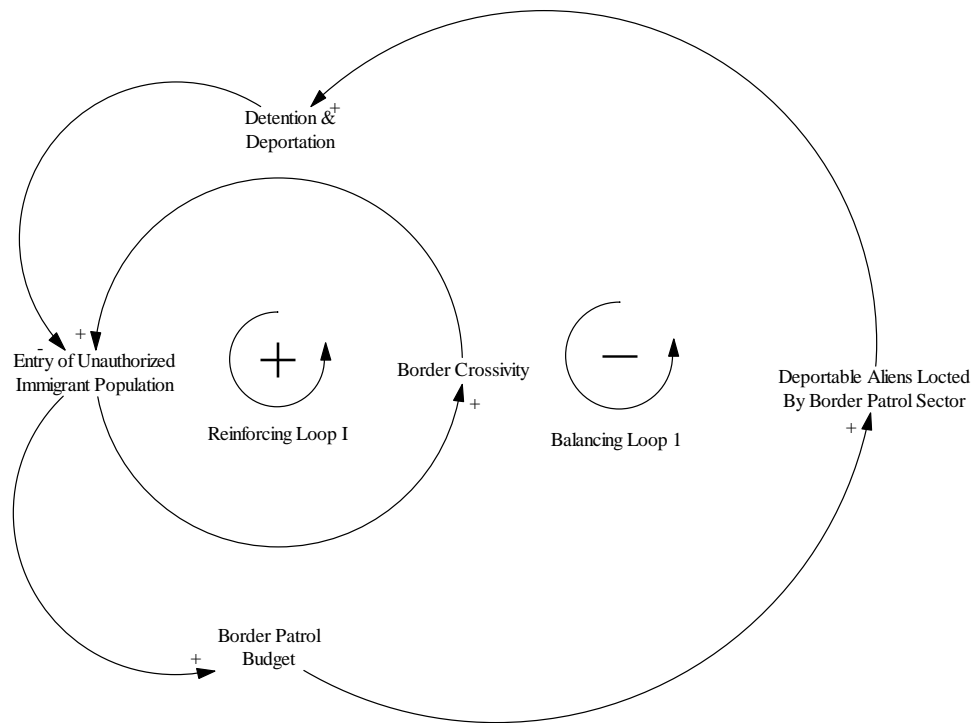 +
Detention &
Deportation
+
-
Entry of Unauthorized
Immigrant Population
+
Reinforcing Loop I
Border Crossivity
+
—
Balancing Loop 1
Deportable Aliens Locted
By Border Patrol Sector
+
Border Patrol
Budget
+